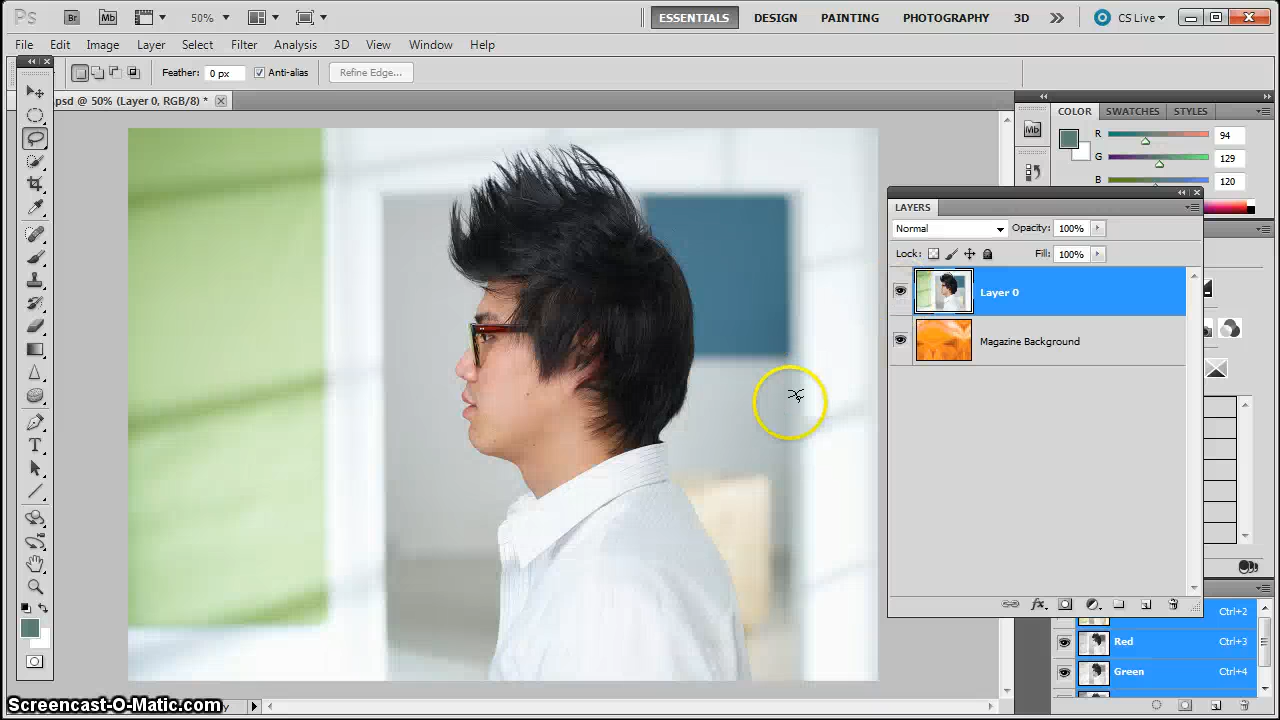 Ps Br Mb 50% ESSENTIALS DESIGN PAINTING PHOTOGRAPHY 3D CS Live
File Edit Image Layer Select Filter Analysis 3D View Window Help
Feather: 0 px Anti-alias Refine Edge...
psd @ 50% (Layer 0, RGB/8) *
COLOR SWATCHES STYLES
Mb
R 94
G 129
B 120
LAYERS
Normal Opacity: 100%
Lock: Fill: 100%
Layer 0
Magazine Background
T
fx
Ctrl+2
Red Ctrl+3
Green Ctrl+4
Screencast-O-Matic.com